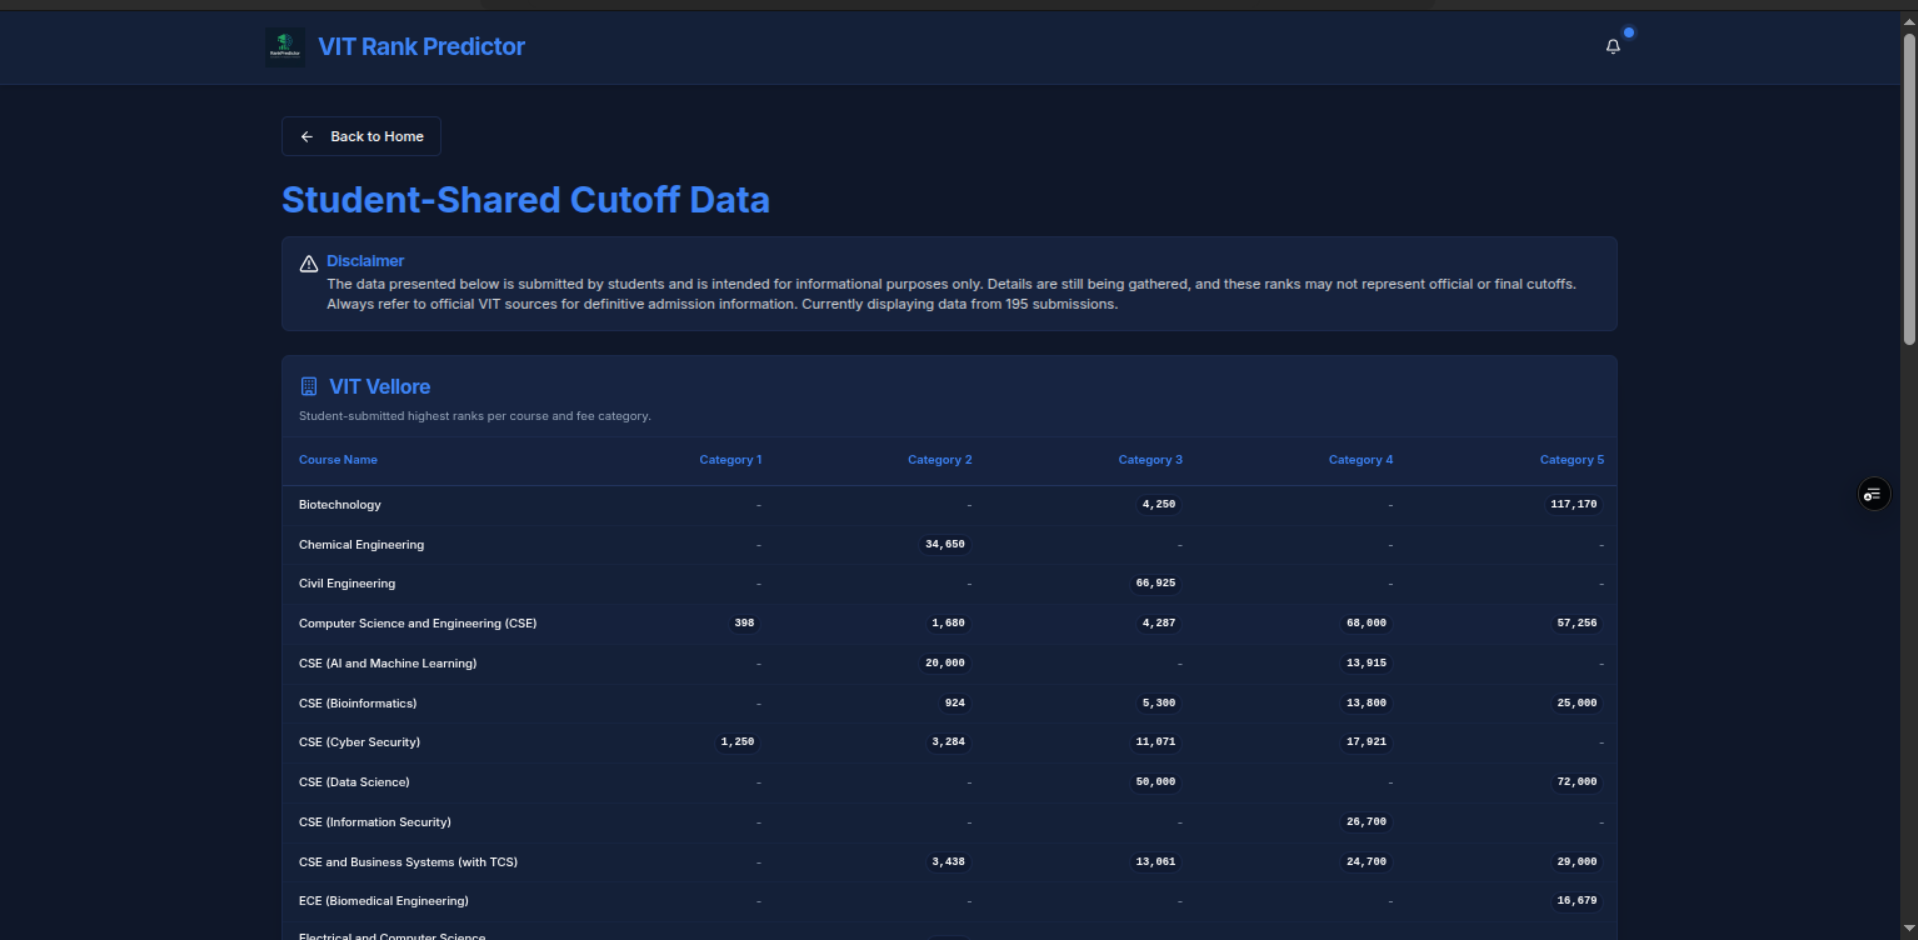 VIT Rank Predictor
Back to Home
Student-Shared Cutoff Data
Disclaimer
The data presented below is submitted by students and is intended for informational purposes only. Details are still being gathered, and these ranks may not represent official or final cutoffs.
Always refer to official VIT sources for definitive admission information. Currently displaying data from 195 submissions.
VIT Vellore
Student-submitted highest ranks per course and fee category.
Course Name Category 1 Category 2 Category 3 Category 4 Category 5
Biotechnology - - 4,250 - 117,170
Chemical Engineering - 34,650 - - -
Civil Engineering - - 66,925 - -
Computer Science and Engineering (CSE) 398 1,680 4,287 68,000 57,256
CSE (AI and Machine Learning) - 20,000 - 13,915 -
CSE (Bioinformatics) - 924 5,300 13,800 25,000
CSE (Cyber Security) 1,250 3,284 11,071 17,921 -
CSE (Data Science) - - 50,000 - 72,000
CSE (Information Security) - - - 26,700 -
CSE and Business Systems (with TCS) - 3,438 13,061 24,700 29,000
ECE (Biomedical Engineering) - - - - 16,679
Electrical and Computer Science